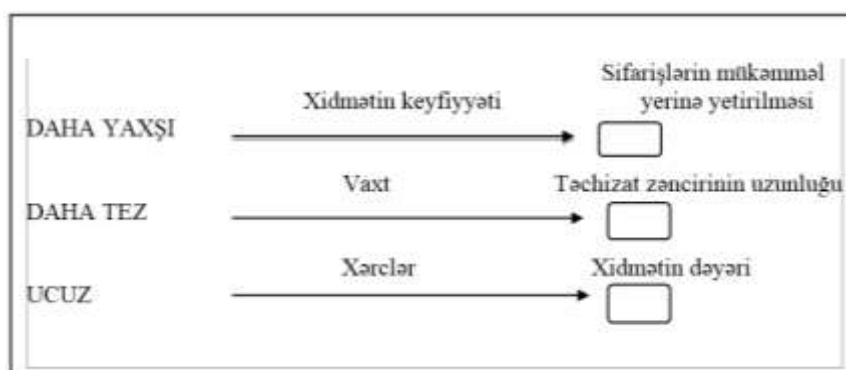 Sifarişlərin mükəmməl
Xidmətin keyfiyyəti yerinə yetirilməsi
DAHA YAXŞI
Vaxt Təchizat zəncirinin uzunluğu
DAHA TEZ
Xərclər Xidmətin dəyəri
UCUZ